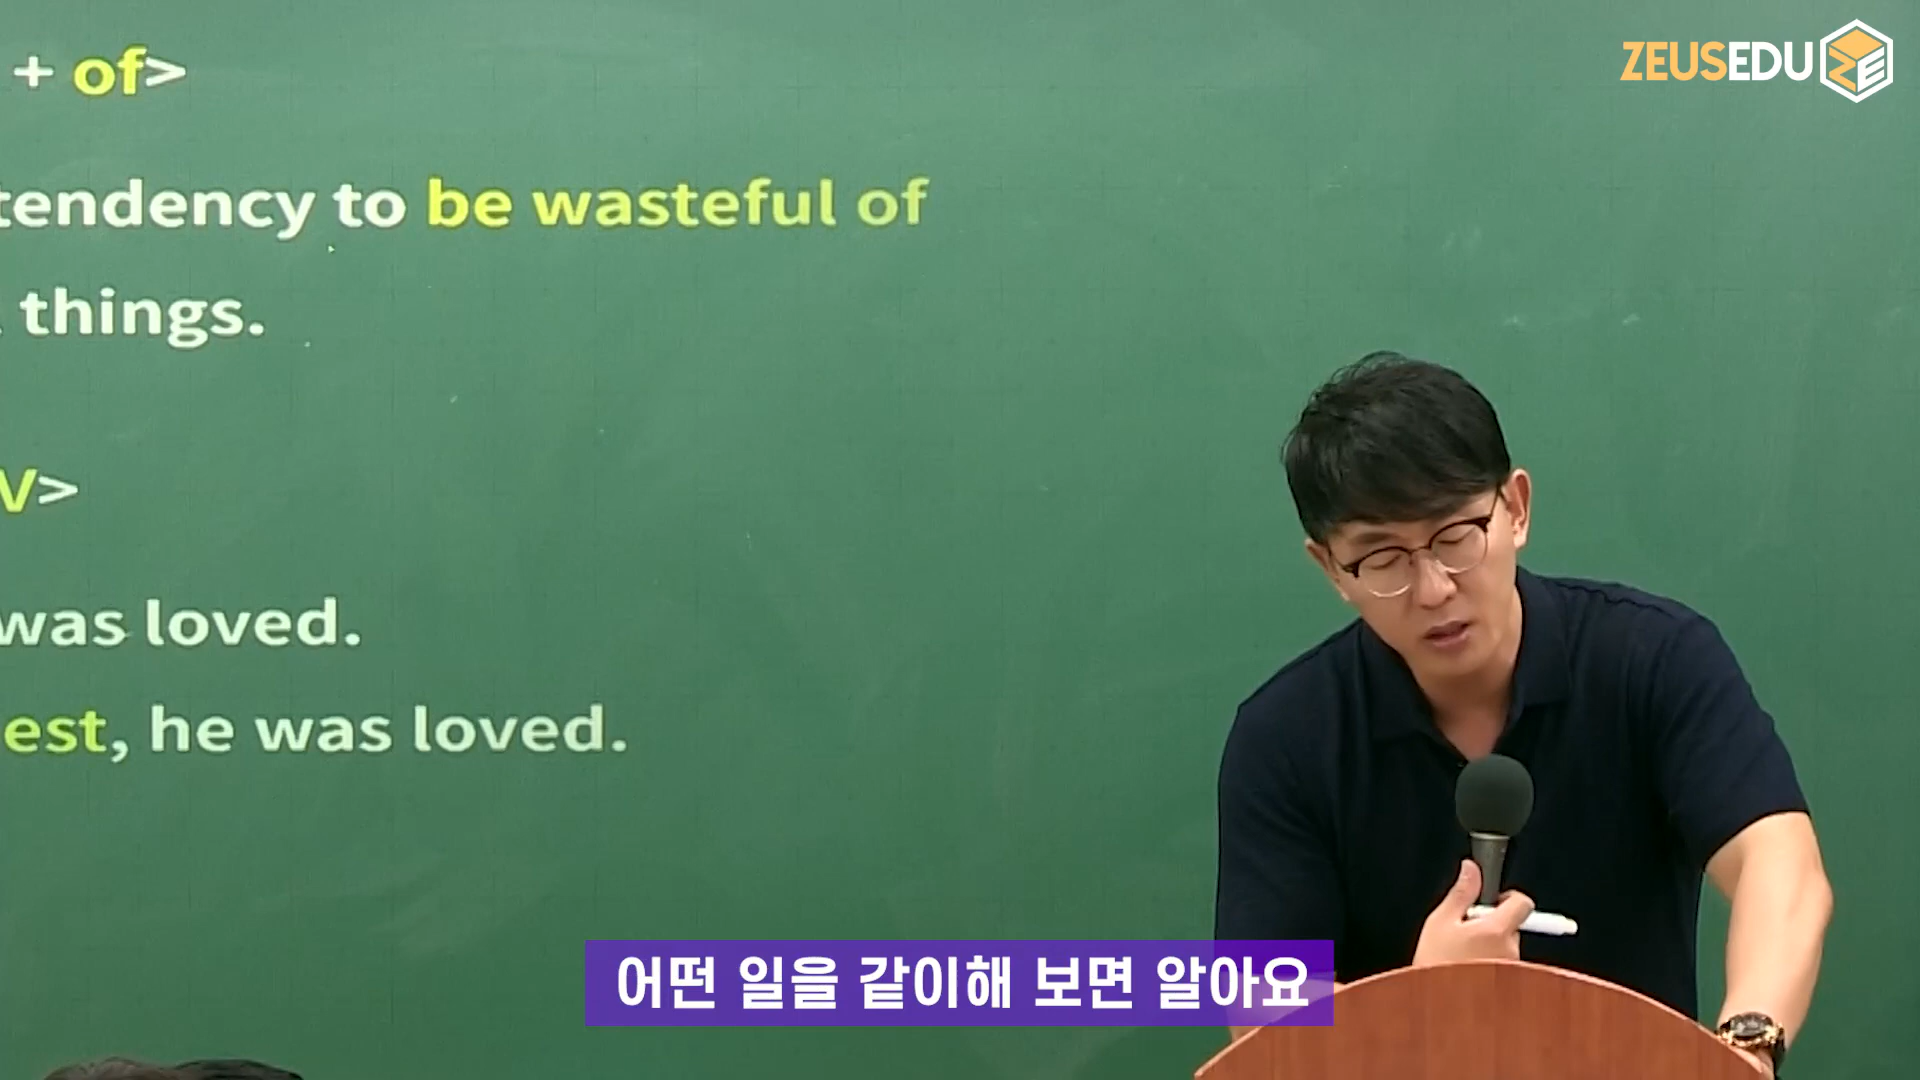 ZEUSEDU
+ of>
tendency to be wasteful of
things.
V>
was loved.
est, he was loved.
어떤 일을 같이해 보면 알아요